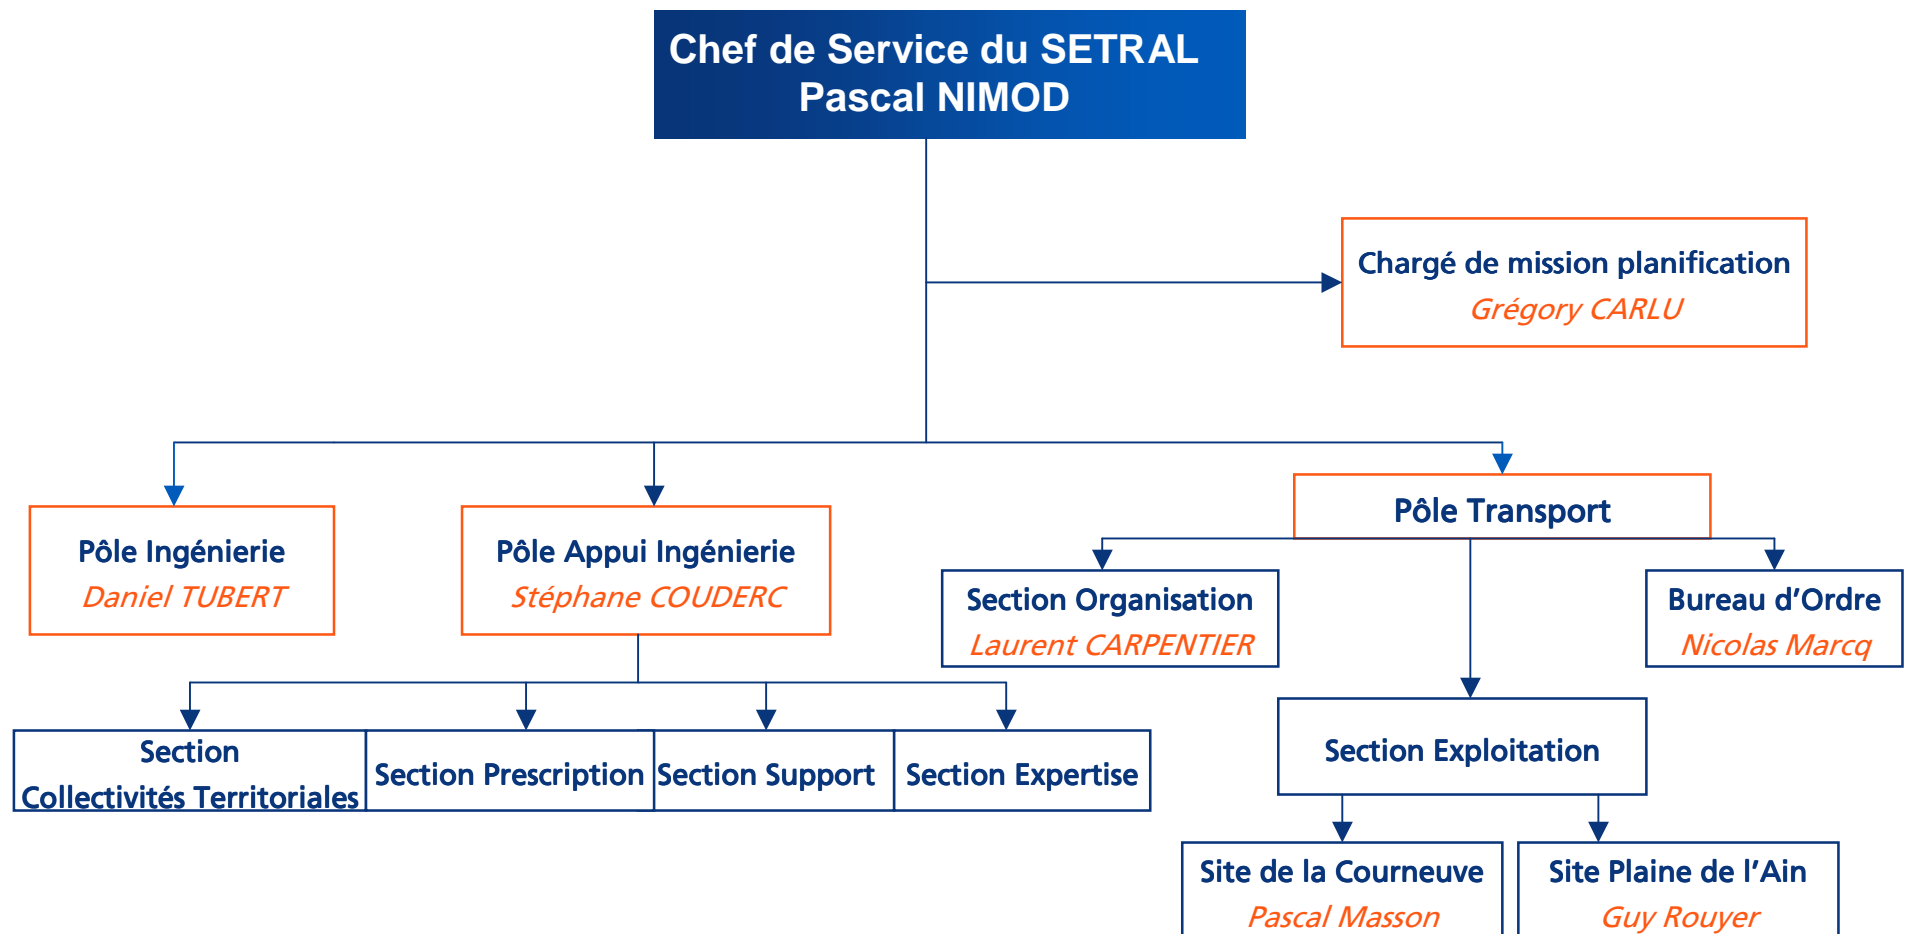 Chef de Service du SETRAL
Pascal NIMOD
Chargé de mission planification
Grégory CARLU
Pôle Ingénierie
Daniel TUBERT
Pôle Appui Ingénierie
Stéphane COUDERC
Pôle Transport
Section Organisation
Laurent CARPENTIER
Bureau d’Ordre
Nicolas Marcq
Section
Collectivités Territoriales
Section Prescription
Section Support
Section Expertise
Section Exploitation
Site de la Courneuve
Pascal Masson
Site Plaine de l’Ain
Guy Rouyer